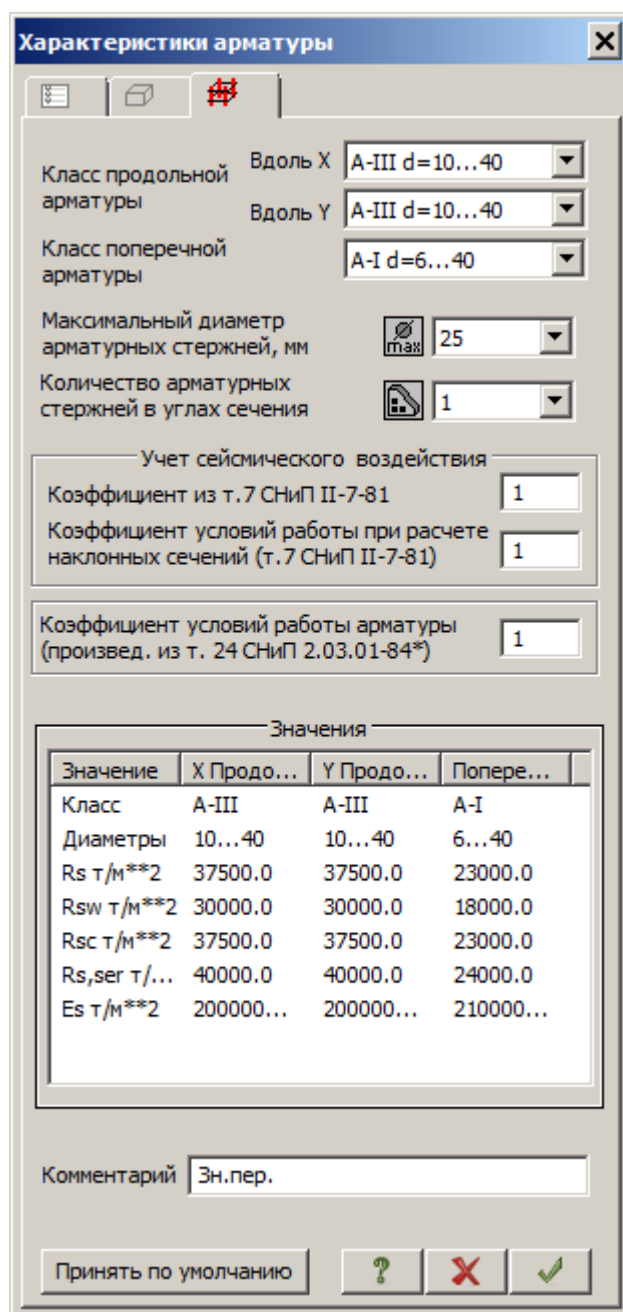 Характеристики арматуры
Класс продольной арматуры
Вдоль X
A-III d=10...40
Вдоль Y
A-III d=10...40
Класс поперечной
арматуры
A-I d=6...40
Максимальный диаметр
арматурных стержней, мм
max
25
Количество арматурных
стержней в углах сечения
1
Учет сейсмического воздействия
Коэффициент из т.7 СНиП II-7-81
1
Коэффициент условий работы при расчете
наклонных сечений (т.7 СНиП II-7-81)
1
Коэффициент условий работы арматуры
(произвед. из т. 24 СНиП 2.03.01-84*)
1
Значения
Значение X Продо... Y Продо... Попере...
Класс A-III A-III A-I
Диаметры 10...40 10...40 6...40
Rs т/м**2 37500.0 37500.0 23000.0
Rsw т/м**2 30000.0 30000.0 18000.0
Rsc т/м**2 37500.0 37500.0 23000.0
Rs,ser т/... 40000.0 40000.0 24000.0
Es т/м**2 200000... 200000... 210000...
Комментарий Зн.пер.
Принять по умолчанию
?